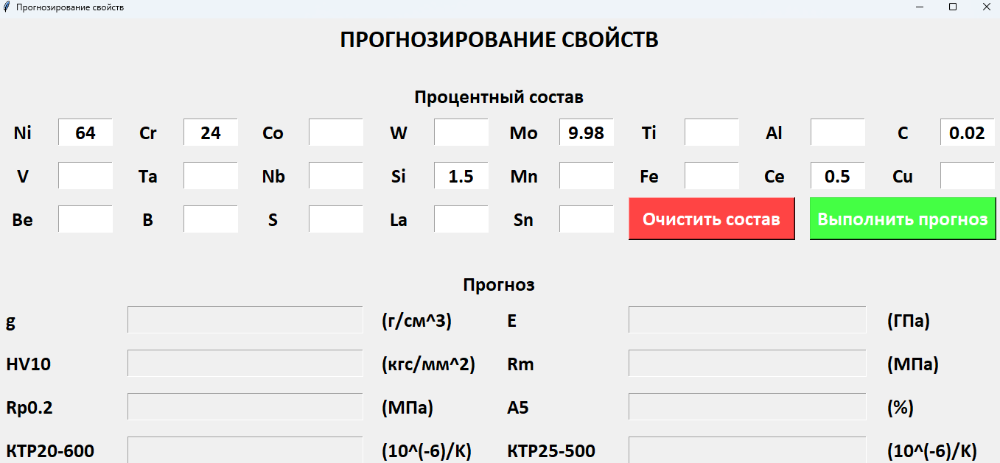 Прогнозирование свойств
ПРОГНОЗИРОВАНИЕ СВОЙСТВ
Процентный состав
Ni 64 Cr 24 Co W Mo 9.98 Ti Al C 0.02
V Ta Nb Si 1.5 Mn Fe Ce 0.5 Cu
Be B S La Sn Очистить состав Выполнить прогноз
Прогноз
g (г/см^3) E (ГПа)
HV10 (кгс/мм^2) Rm (МПа)
Rp0.2 (МПа) A5 (%)
КТР20-600 (10^(-6)/К) КТР25-500 (10^(-6)/К)